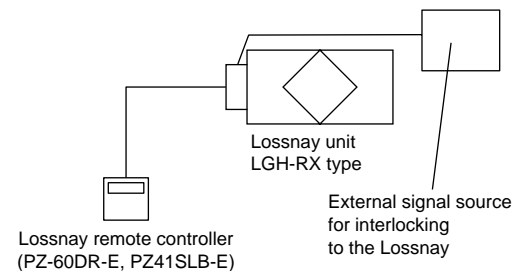 Lossnay unit
LGH-RX type
External signal source
for interlocking
to the Lossnay
Lossnay remote controller
(PZ-60DR-E, PZ41SLB-E)